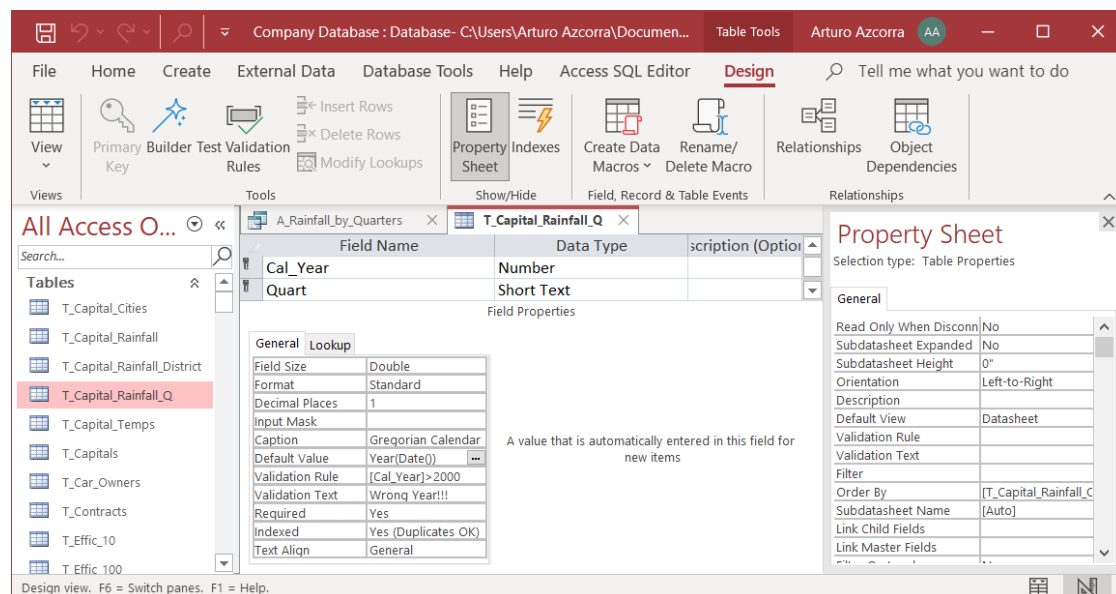 Company Database : Database- C:\Users\Arturo Azcorra\Documen... Table Tools Arturo Azcorra AA
File Home Create External Data Database Tools Help Access SQL Editor Design Tell me what you want to do
View
Primary Key
Builder
Test Validation Rules
Insert Rows
Delete Rows
Modify Lookups
Property Sheet
Indexes
Create Data Macros
Rename/ Delete Macro
Relationships
Object Dependencies
Views Tools Show/Hide Field, Record & Table Events Relationships
All Access O...
Search...
Tables
T_Capital_Cities
T_Capital_Rainfall
T_Capital_Rainfall_District
T_Capital_Rainfall_Q
T_Capital_Temps
T_Capitals
T_Car_Owners
T_Contracts
T_Effic_10
T_Effic_100
A_Rainfall_by_Quarters T_Capital_Rainfall_Q
Field Name Data Type scription (Option
Cal_Year Number
Quart Short Text
Field Properties
General Lookup
Field Size Double
Format Standard
Decimal Places 1
Input Mask
Caption Gregorian Calendar
Default Value Year(Date()) ...
Validation Rule [Cal_Year]>2000
Validation Text Wrong Year!!!
Required Yes
Indexed Yes (Duplicates OK)
Text Align General
A value that is automatically entered in this field for
new items
Property Sheet
Selection type: Table Properties
General
Read Only When Disconn No
Subdatasheet Expanded No
Subdatasheet Height 0"
Orientation Left-to-Right
Description
Default View Datasheet
Validation Rule
Validation Text
Filter
Order By [T_Capital_Rainfall_Q
Subdatasheet Name [Auto]
Link Child Fields
Link Master Fields
Design view. F6 = Switch panes. F1 = Help.